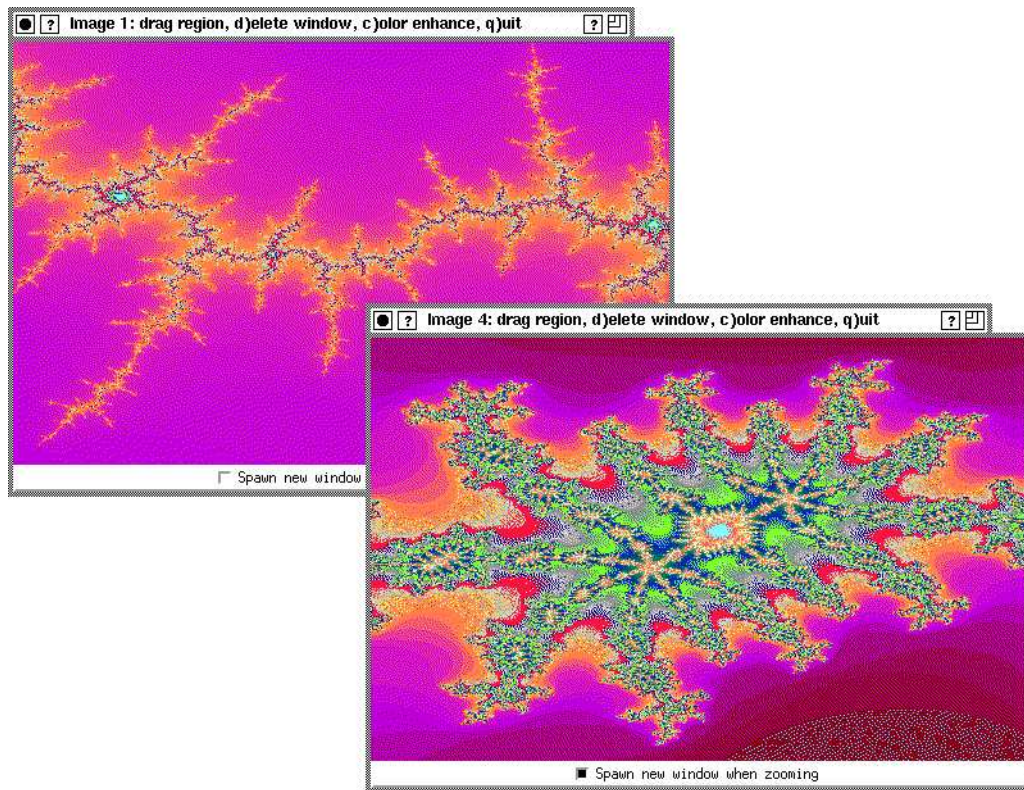 ? Image 1: drag region, d)elete window, c)olor enhance, q)uit ?
Spawn new window
? Image 4: drag region, d)elete window, c)olor enhance, q)uit ?
Spawn new window when zooming